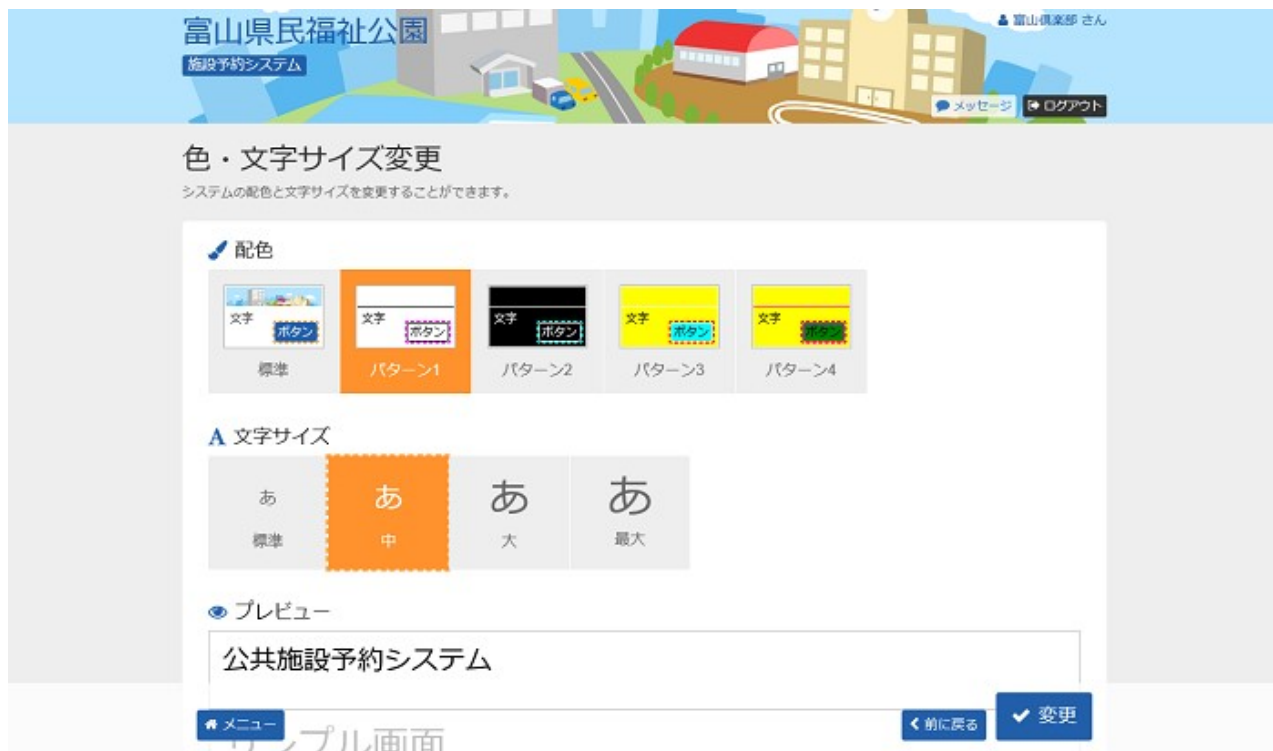 富山県民福祉公園
富山倶楽部 さん
施設予約システム
メッセージ ログアウト
色・文字サイズ変更
システムの配色と文字サイズを変更することができます。
配色
文字 文字 文字 文字 文字
ボタン ボタン ボタン ボタン ボタン
標準 パターン1 パターン2 パターン3 パターン4
A 文字サイズ
あ あ あ あ
標準 中 大 最大
プレビュー
公共施設予約システム
メニュー 前に戻る 変更
サンプル画面